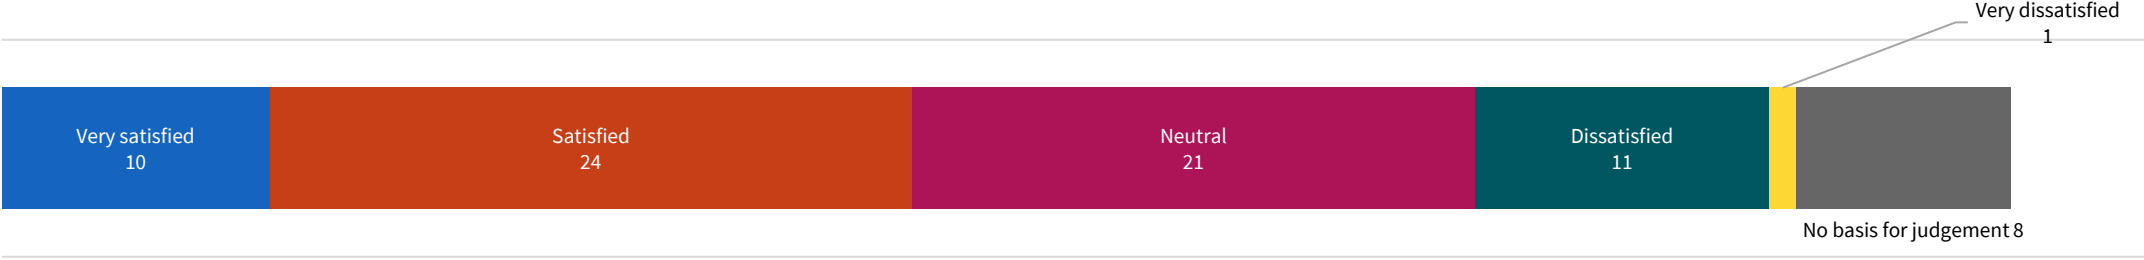 Very dissatisfied
1
Very satisfied
10
Satisfied
24
Neutral
21
Dissatisfied
11
No basis for judgement 8